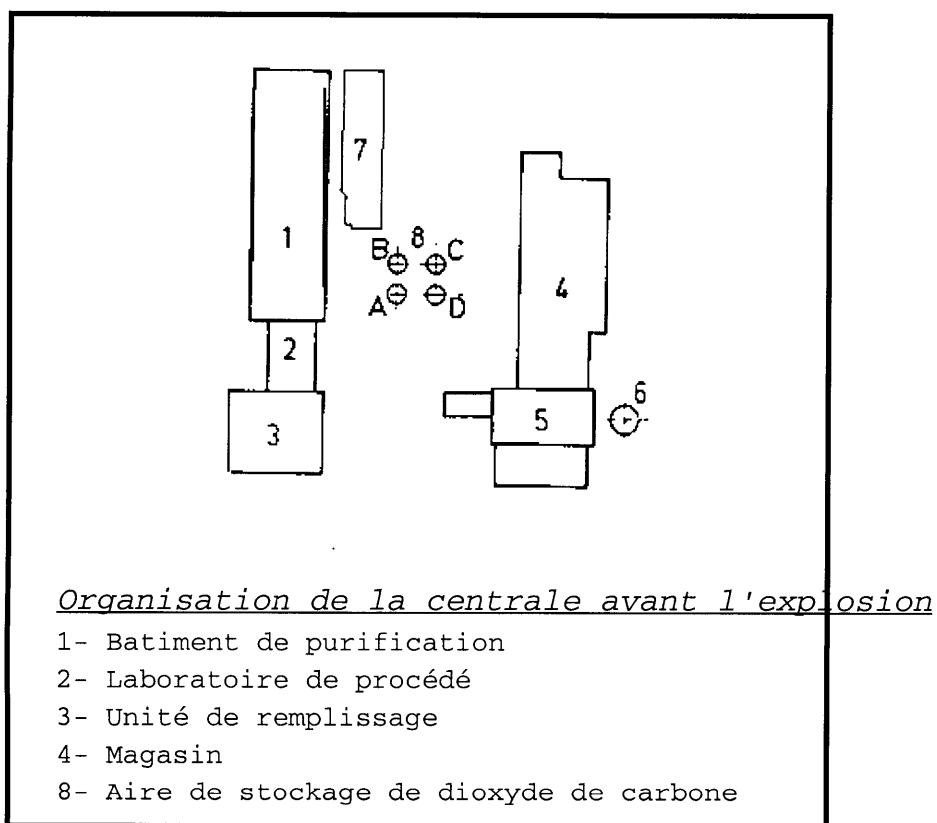 7
1
B 8 C
A D
4
2
6
3
5
Organisation de la centrale avant l'explosion
1- Batiment de purification
2- Laboratoire de procédé
3- Unité de remplissage
4- Magasin
8- Aire de stockage de dioxyde de carbone